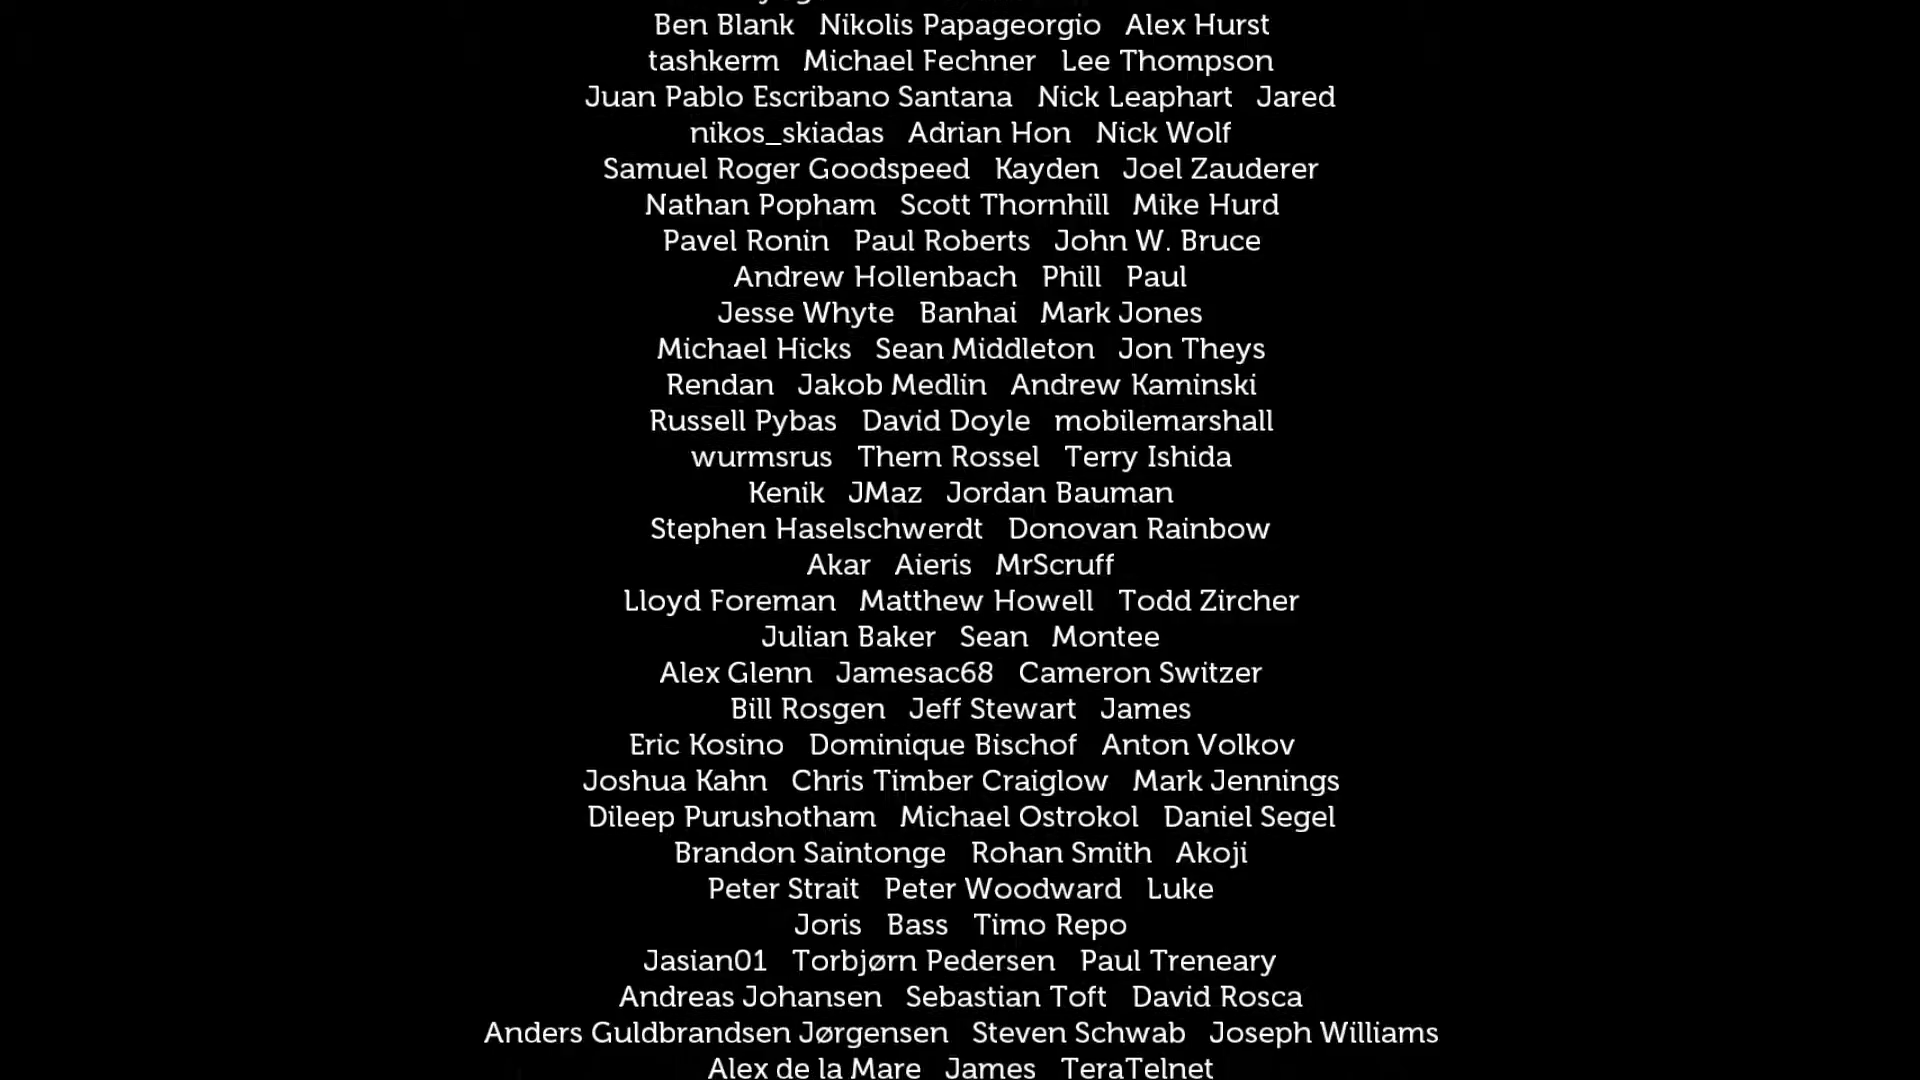 Ben Blank Nikolis Papageorgio Alex Hurst
tashkerm Michael Fechner Lee Thompson
Juan Pablo Escribano Santana Nick Leaphart Jared
nikos_skiadas Adrian Hon Nick Wolf
Samuel Roger Goodspeed Kayden Joel Zauderer
Nathan Popham Scott Thornhill Mike Hurd
Pavel Ronin Paul Roberts John W. Bruce
Andrew Hollenbach Phill Paul
Jesse Whyte Banhai Mark Jones
Michael Hicks Sean Middleton Jon Theys
Rendan Jakob Medlin Andrew Kaminski
Russell Pybas David Doyle mobilemarshall
wurmsrus Thern Rossel Terry Ishida
Kenik JMaz Jordan Bauman
Stephen Haselschwerdt Donovan Rainbow
Akar Aieris MrScruff
Lloyd Foreman Matthew Howell Todd Zircher
Julian Baker Sean Montee
Alex Glenn Jamesac68 Cameron Switzer
Bill Rosgen Jeff Stewart James
Eric Kosino Dominique Bischof Anton Volkov
Joshua Kahn Chris Timber Craiglow Mark Jennings
Dileep Purushotham Michael Ostrokol Daniel Segel
Brandon Saintonge Rohan Smith Akoji
Peter Strait Peter Woodward Luke
Joris Bass Timo Repo
Jasian01 Torbjørn Pedersen Paul Treneary
Andreas Johansen Sebastian Toft David Rosca
Anders Guldbrandsen Jørgensen Steven Schwab Joseph Williams
Alex de la Mare James TeraTelnet